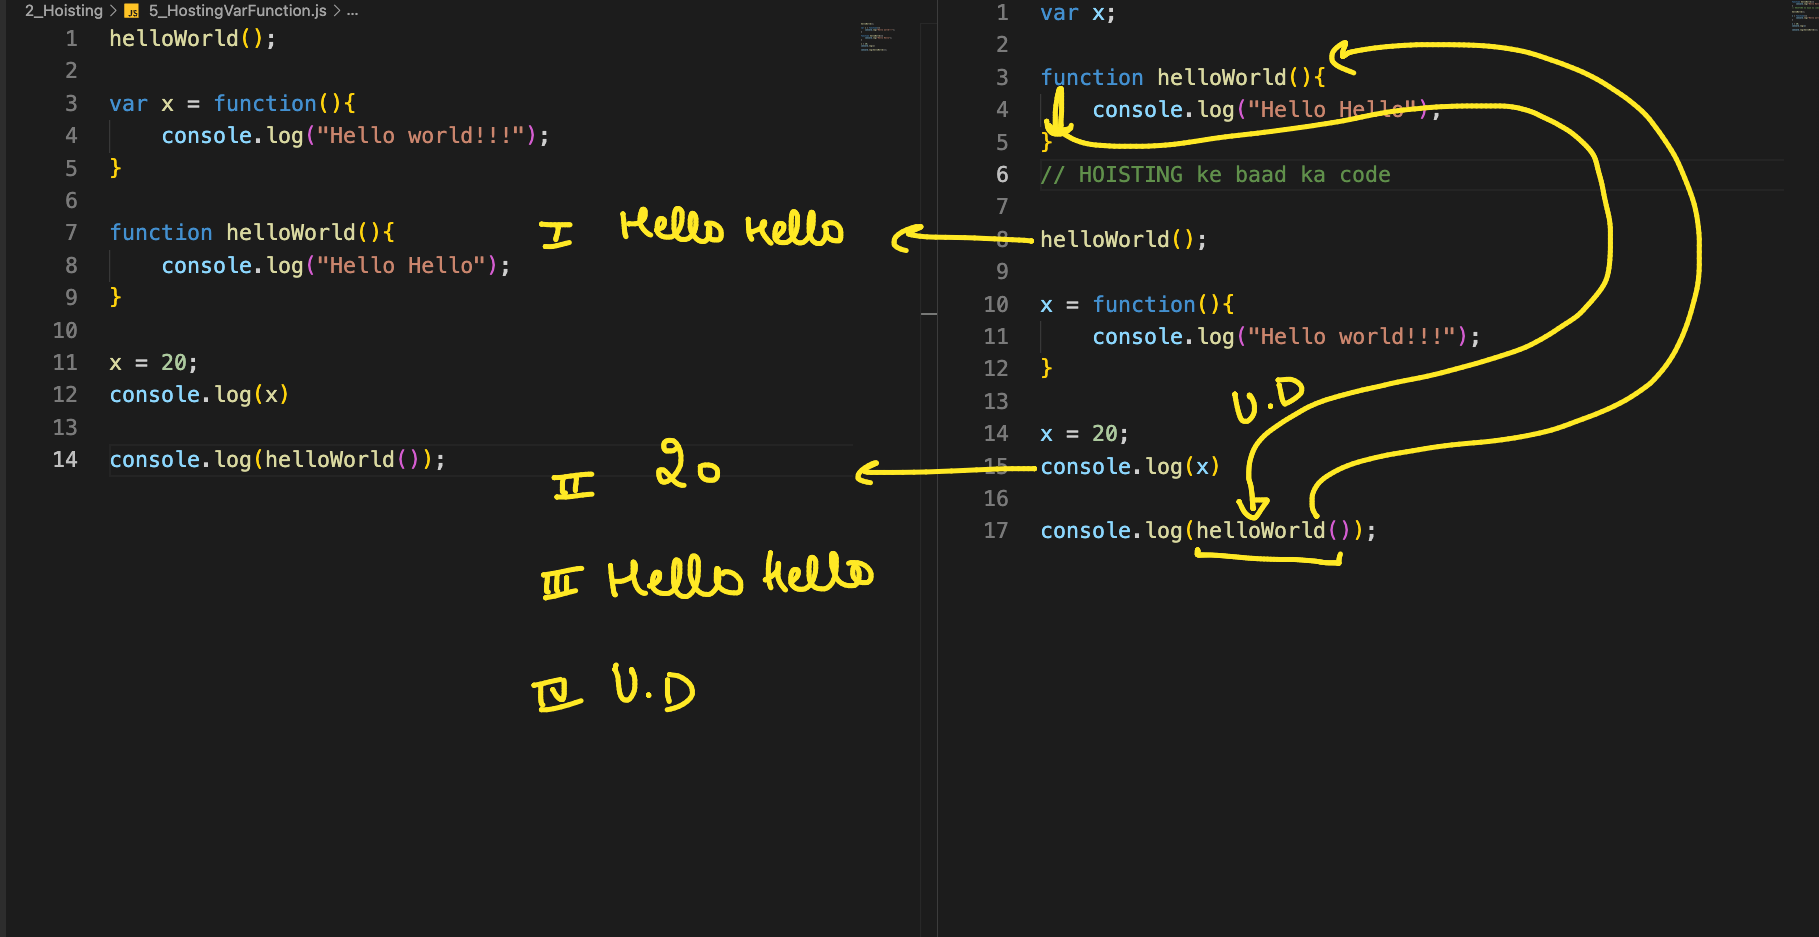 2_Hoisting > JS 5_HostingVarFunction.js > ...
1 helloWorld();
2
3 var x = function(){
4 console.log("Hello world!!!");
5 }
6
7 function helloWorld(){
8 console.log("Hello Hello");
9 }
10
11 x = 20;
12 console.log(x)
13
14 console.log(helloWorld());
I Hello Hello
II 20
III Hello Hello
IV U.D
1 var x;
2
3 function helloWorld(){
4 console.log("Hello Hello");
5 }
6 // HOISTING ke baad ka code
7
8 helloWorld();
9
10 x = function(){
11 console.log("Hello world!!!");
12 }
13
U.D
14 x = 20;
15 console.log(x)
16
17 console.log(helloWorld());